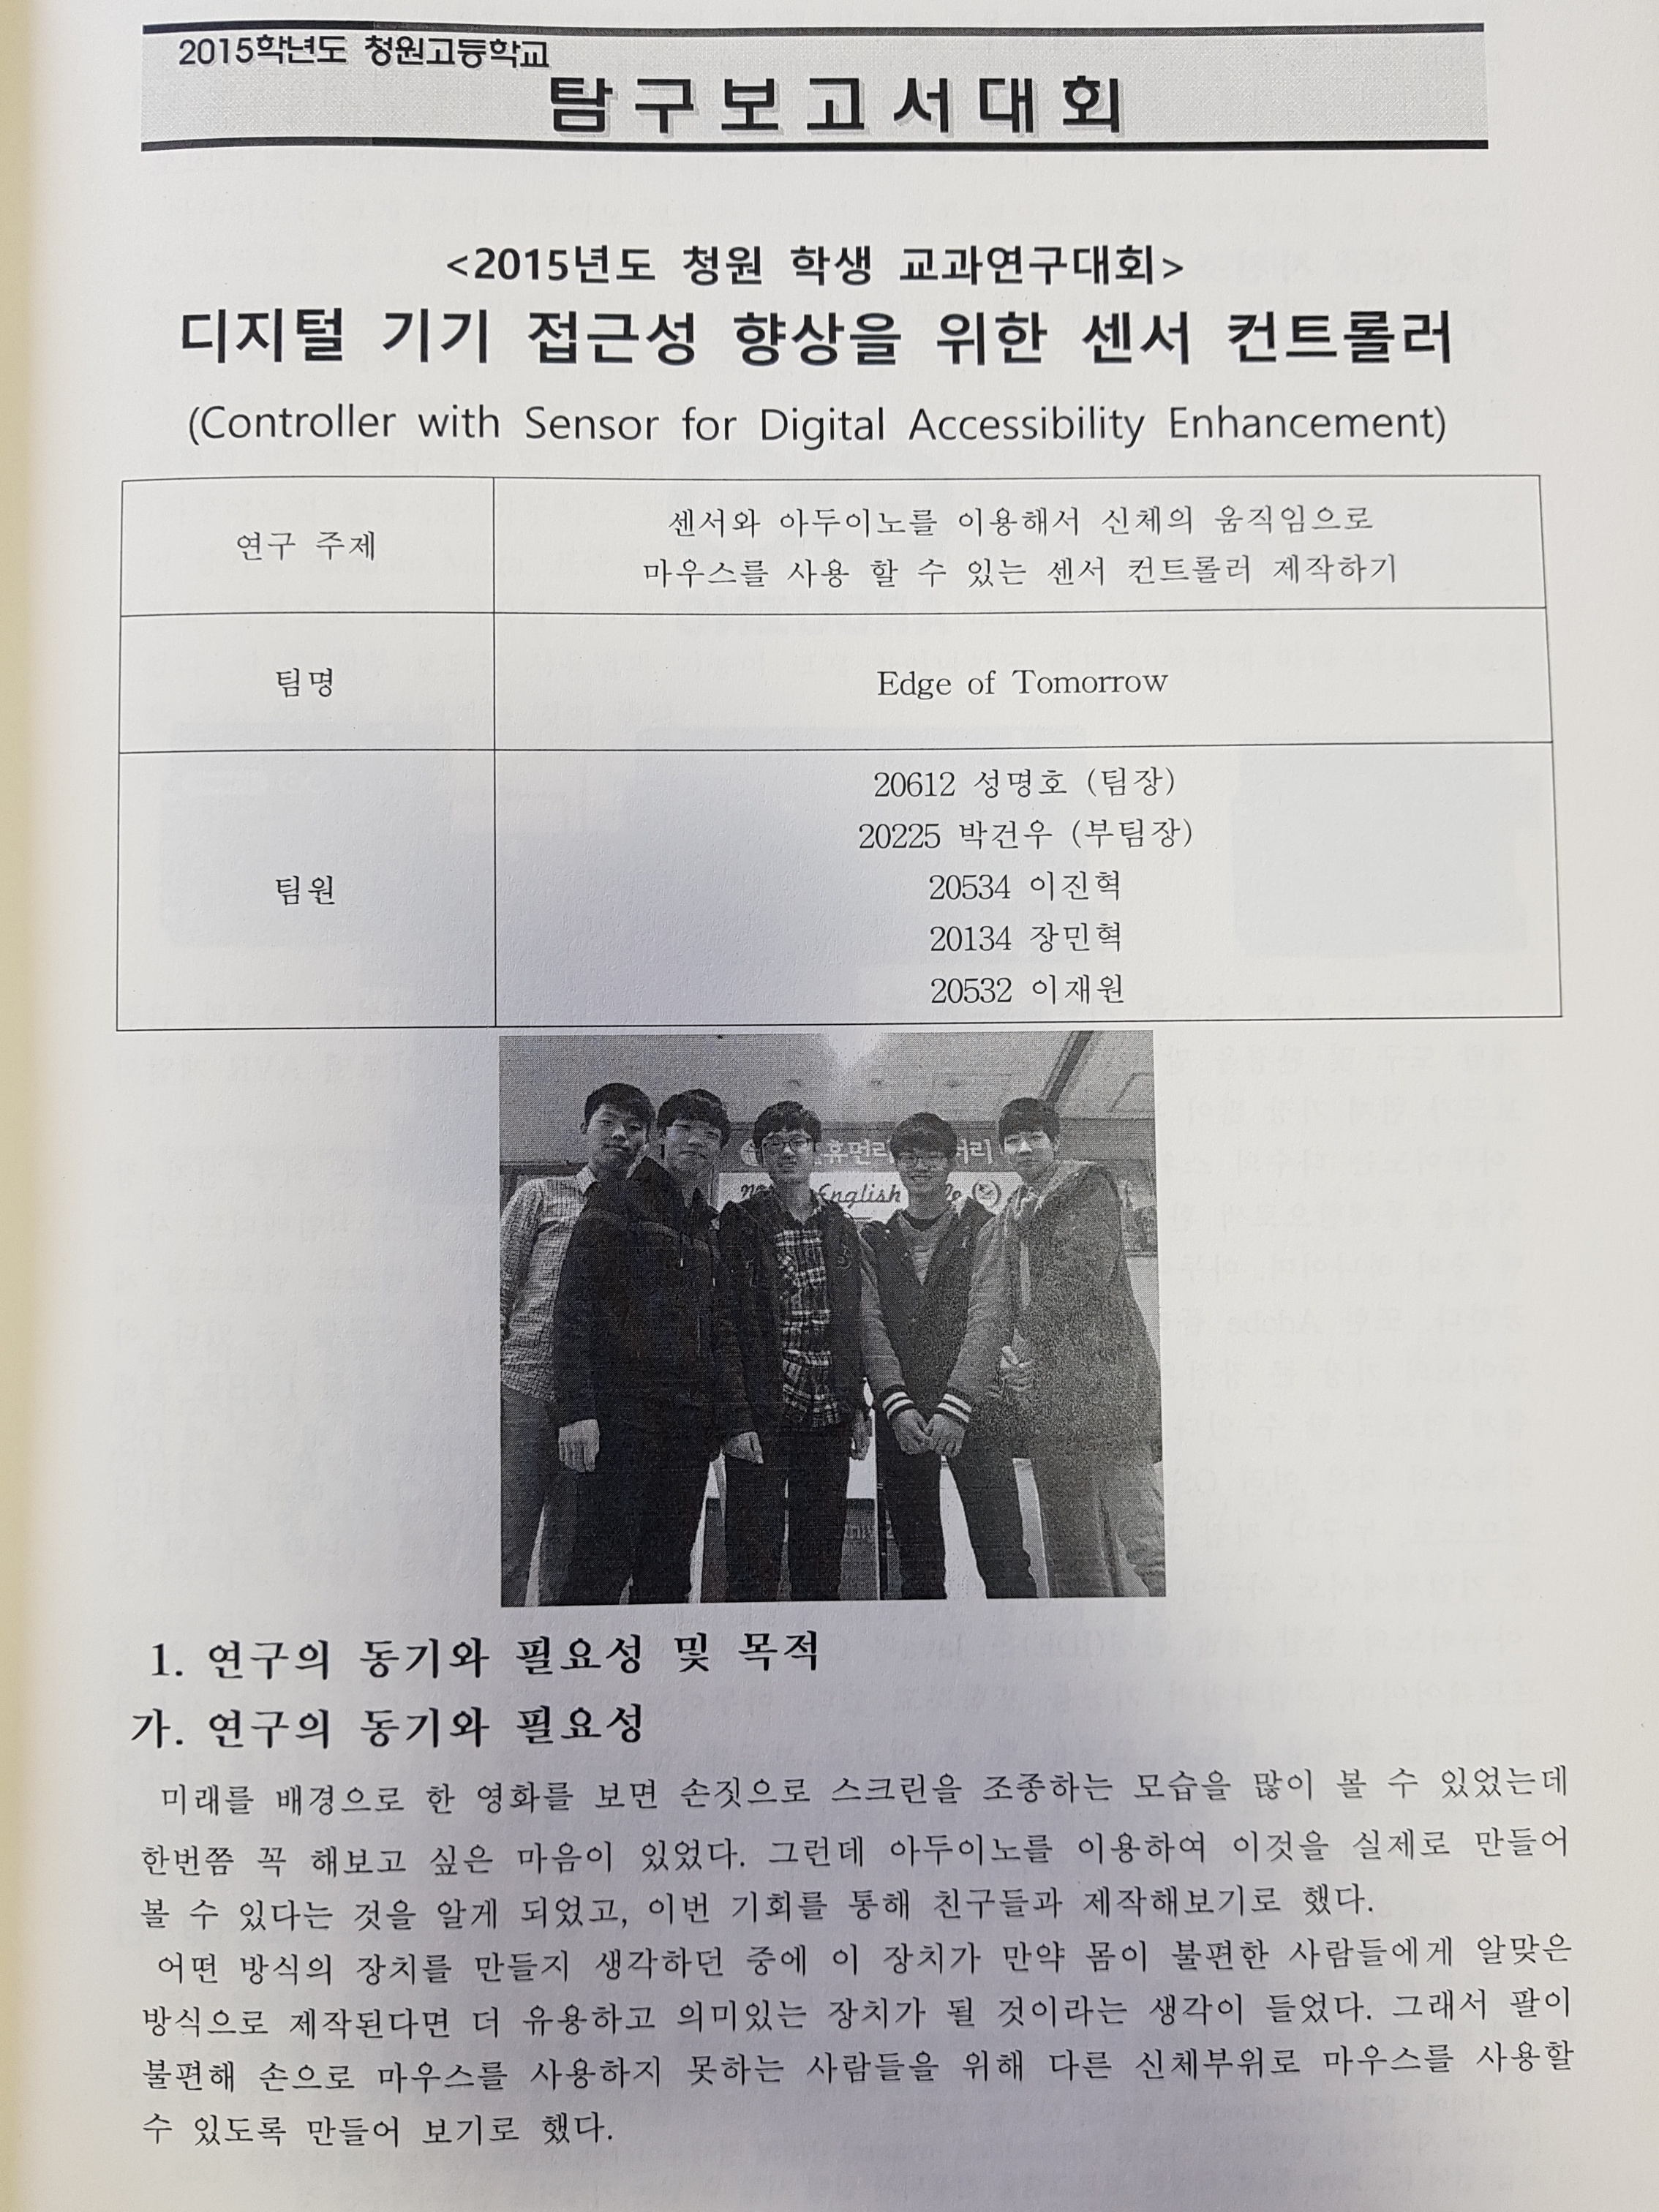 2015학년도 청원고등학교
탐구보고서대회
<2015년도 청원 학생 교과연구대회>
디지털 기기 접근성 향상을 위한 센서 컨트롤러
(Controller with Sensor for Digital Accessibility Enhancement)
연구 주제
센서와 아두이노를 이용해서 신체의 움직임으로
마우스를 사용 할 수 있는 센서 컨트롤러 제작하기
팀명
Edge of Tomorrow
팀원
20612 성명호 (팀장)
20225 박건우 (부팀장)
20534 이진혁
20134 장민혁
20532 이재원
휴먼
English
1. 연구의 동기와 필요성 및 목적
가. 연구의 동기와 필요성
미래를 배경으로 한 영화를 보면 손짓으로 스크린을 조종하는 모습을 많이 볼 수 있었는데
한번쯤 꼭 해보고 싶은 마음이 있었다. 그런데 아두이노를 이용하여 이것을 실제로 만들어
볼 수 있다는 것을 알게 되었고, 이번 기회를 통해 친구들과 제작해보기로 했다.
어떤 방식의 장치를 만들지 생각하던 중에 이 장치가 만약 몸이 불편한 사람들에게 알맞은
방식으로 제작된다면 더 유용하고 의미있는 장치가 될 것이라는 생각이 들었다. 그래서 팔이
불편해 손으로 마우스를 사용하지 못하는 사람들을 위해 다른 신체부위로 마우스를 사용할
수 있도록 만들어 보기로 했다.